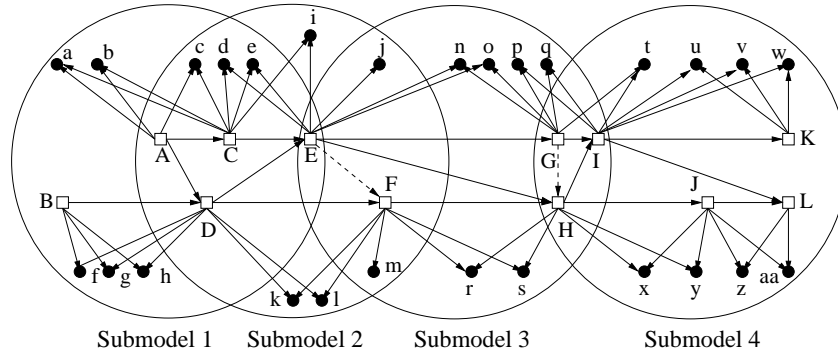 i
a b c d e j n o p q t u v w
A C E G I K
B D F H J L
f g h k l m r s x y z aa
Submodel 1 Submodel 2 Submodel 3 Submodel 4